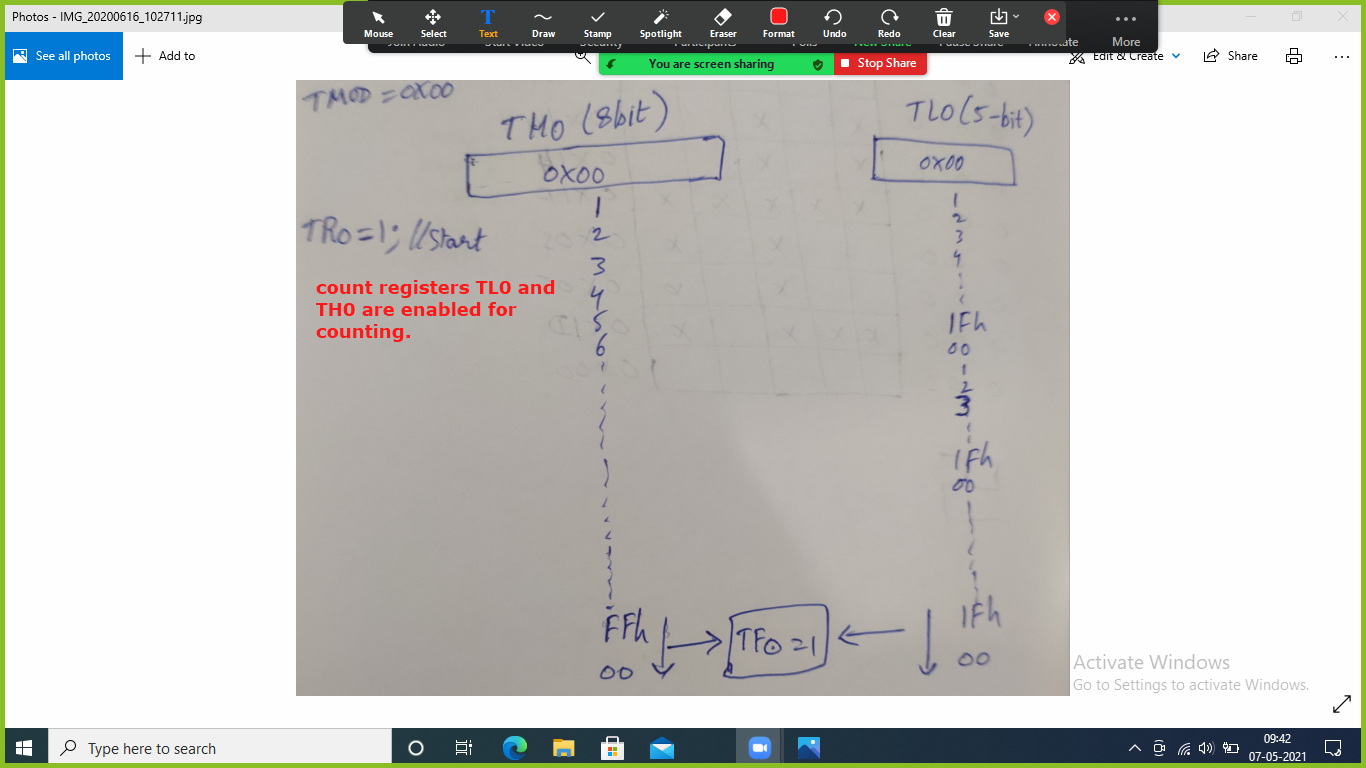 Photos - IMG_20200616_102711.jpg
Mouse Select Text Draw Stamp Spotlight Eraser Format Undo Redo Clear Save More
Join Audio Start Video Security Participants Polls New Share Pause Share Annotate
See all photos Add to You are screen sharing Stop Share Edit & Create Share
TMOD = 0X00
TH0 (8bit) TL0 (5-bit)
0X00 0X00
TR0 = 1; //Start
count registers TL0 and
TH0 are enabled for
counting.
1
2
3
4
5
6
FFh
00
1
2
3
4
1Fh
00
1
2
3
1Fh
00
1Fh
00
TF0 = 1
Activate Windows
Go to Settings to activate Windows.
Type here to search
09:42
07-05-2021